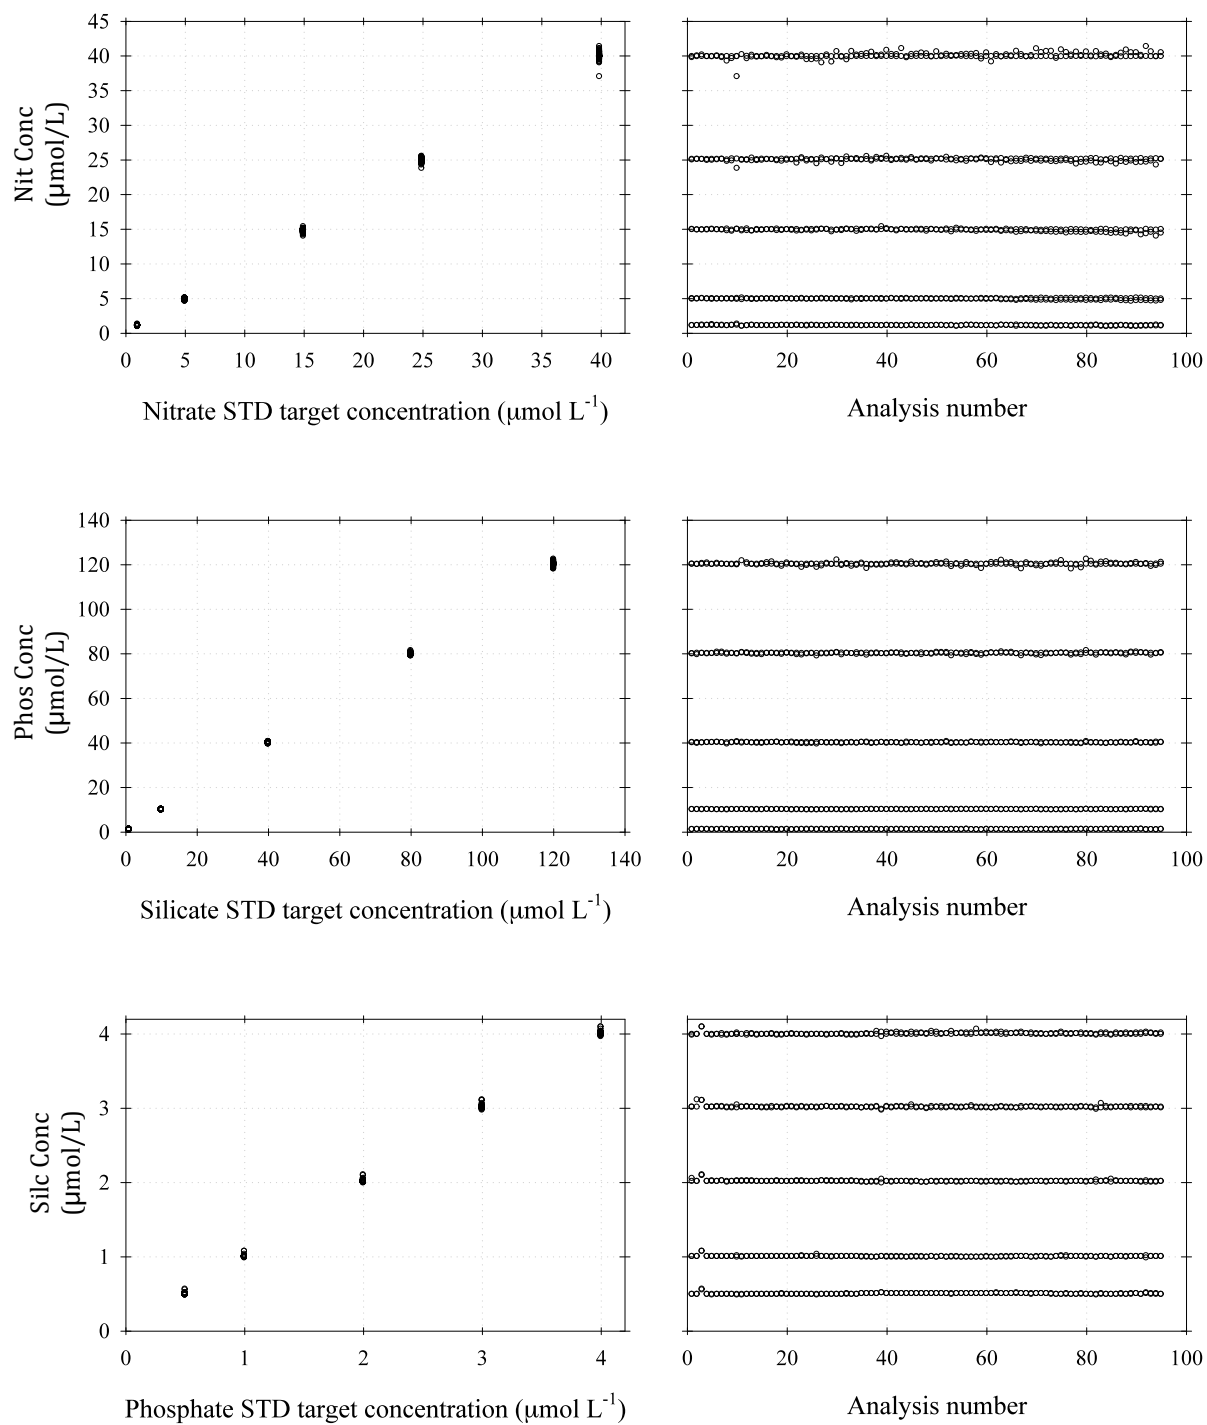 45
40
35
30
25
20
15
10
5
0
Nit Conc
(μmol/L)
0 5 10 15 20 25 30 35 40
Nitrate STD target concentration (μmol L-1)
0 20 40 60 80 100
Analysis number
140
120
100
80
60
40
20
0
Phos Conc
(μmol/L)
0 20 40 60 80 100 120 140
Silicate STD target concentration (μmol L-1)
0 20 40 60 80 100
Analysis number
4
3
2
1
0
Silc Conc
(μmol/L)
0 1 2 3 4
Phosphate STD target concentration (μmol L-1)
0 20 40 60 80 100
Analysis number